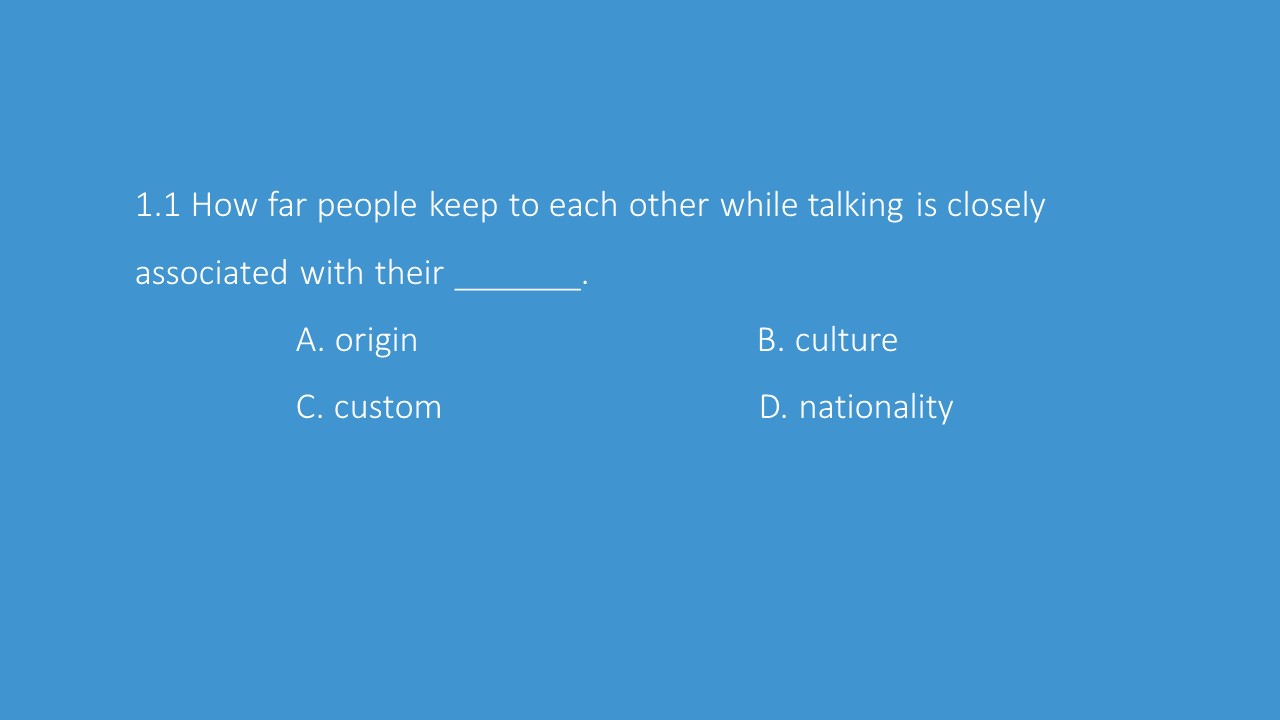 1.1 How far people keep to each other while talking is closely
associated with their _______.
A. origin B. culture
C. custom D. nationality